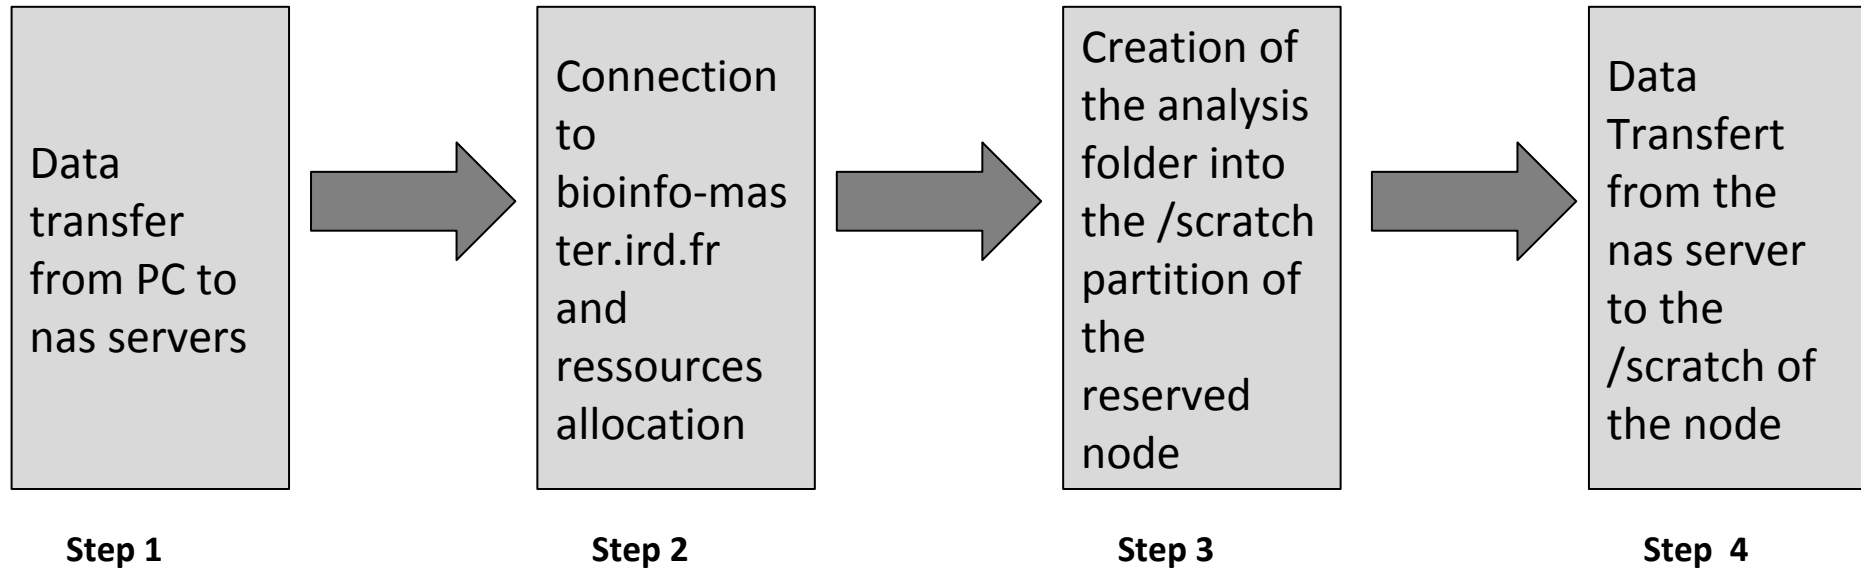 Data
transfer
from PC to
nas servers
Connection
to
bioinfo-mas
ter.ird.fr
and
ressources
allocation
Creation of
the analysis
folder into
the /scratch
partition of
the
reserved
node
Data
Transfert
from the
nas server
to the
/scratch of
the node
Step 1
Step 2
Step 3
Step  4